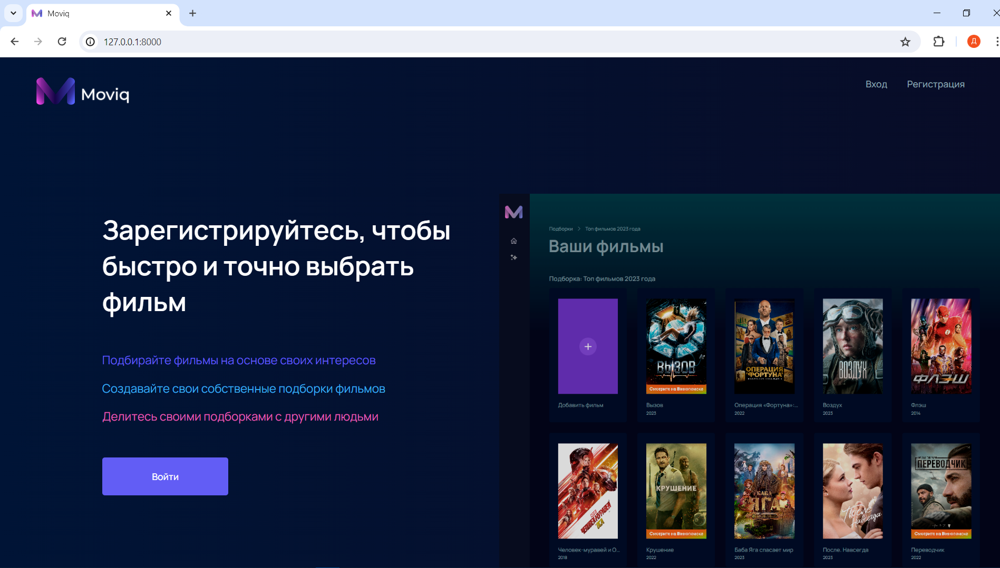 Moviq
127.0.0.1:8000
Д
Moviq
Вход
Регистрация
Зарегистрируйтесь, чтобы
быстро и точно выбрать
фильм
Подбирайте фильмы на основе своих интересов
Создавайте свои собственные подборки фильмов
Делитесь своими подборками с другими людьми
Войти
Подборки > Топ фильмов 2023 года
Ваши фильмы
Подборка: Топ фильмов 2023 года
ВЫЗОВ
Смотрите на Кинопоиске
ОПЕРАЦИЯ
"ФОРТУНА"
ВОЗДУХ
ФЛЭШ
Добавить фильм
Вызов
2023
Операция «Фортуна»:...
2022
Воздух
2023
Флэш
2014
ЧЕЛОВЕК-МУРАВЕЙ
ОСА
КРУШЕНИЕ
Смотрите на Кинопоиске
БАБА
ЯГА
После
Навсегда
ПЕРЕВОДЧИК
Смотрите на Кинопоиске
Человек-муравей и О...
2018
Крушение
2022
Баба Яга спасает мир
2023
После. Навсегда
2023
Переводчик
2022